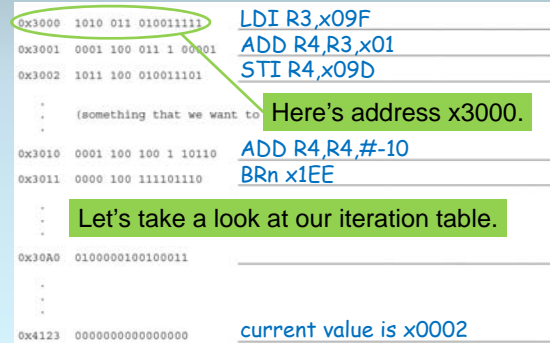 0x3000 1010 011 010011111 LDI R3,x09F
0x3001 0001 100 011 1 00001 ADD R4,R3,x01
0x3002 1011 100 010011101 STI R4,x09D
(something that we want to
Here's address x3000.
0x3010 0001 100 100 1 10110 ADD R4,R4,#-10
0x3011 0000 100 111101110 BRn x1EE
Let's take a look at our iteration table.
0x30A0 0100000100100011
0x4123 0000000000000000 current value is x0002